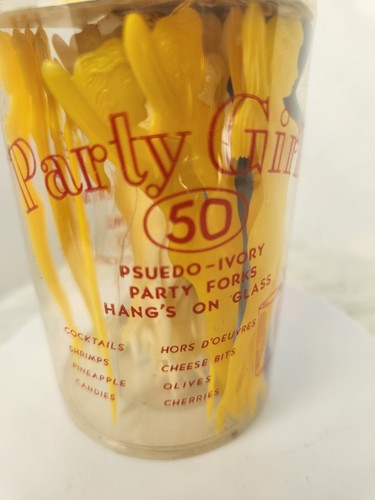 Party Gir
50
PSUEDO-IVORY
PARTY FORKS
HANG'S ON GLASS
COCKTAILS
SHRIMPS
PINEAPPLE
CANDIES
HORS D'OEUVRES
CHEESE BITS
OLIVES
CHERRIES